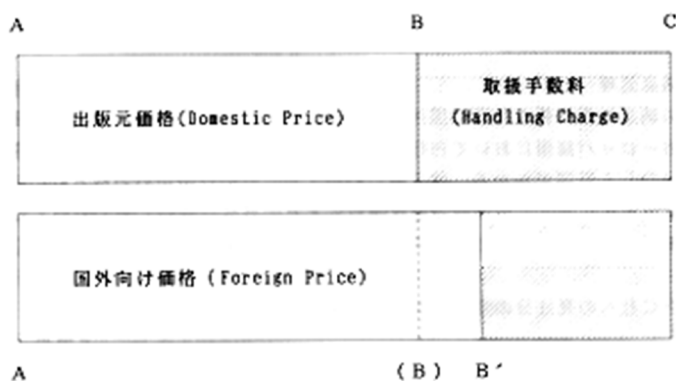 A B C
出版元価格(Domestic Price)
取扱手数料
(Handling Charge)
国外向け価格 (Foreign Price)
A (B) B′